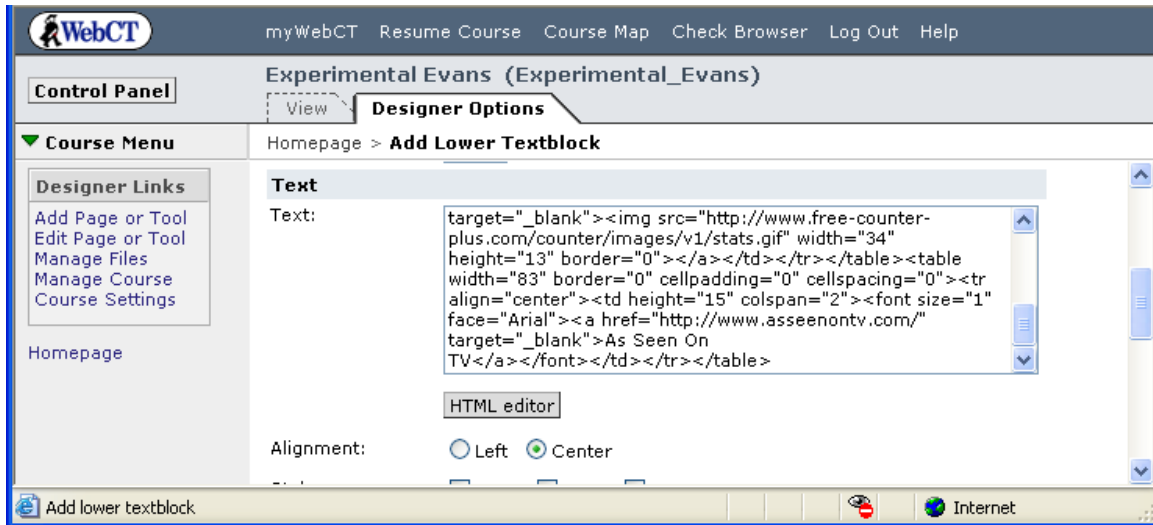 WebCT
myWebCT Resume Course Course Map Check Browser Log Out Help
Control Panel
Experimental Evans (Experimental_Evans)
View Designer Options
Course Menu
Homepage > Add Lower Textblock
Designer Links
Add Page or Tool
Edit Page or Tool
Manage Files
Manage Course
Course Settings
Homepage
Text
Text:
target="_blank"><img src="http://www.free-counter-
plus.com/counter/images/v1/stats.gif" width="34"
height="13" border="0"></a></td></tr></table><table
width="83" border="0" cellpadding="0" cellspacing="0"><tr
align="center"><td height="15" colspan="2"><font size="1"
face="Arial"><a href="http://www.asseenontv.com/"
target="_blank">As Seen On
TV</a></font></td></tr></table>
HTML editor
Alignment:
Left Center
Add lower textblock
Internet